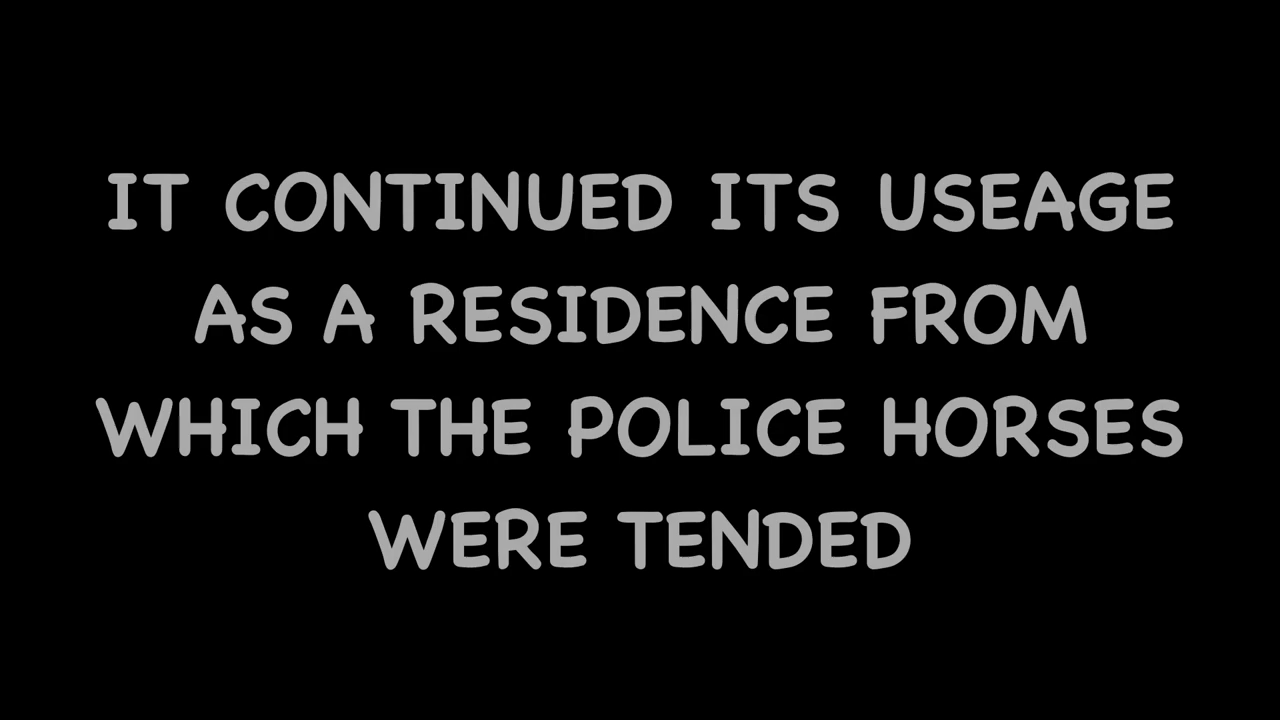 IT CONTINUED ITS USEAGE
AS A RESIDENCE FROM
WHICH THE POLICE HORSES
WERE TENDED